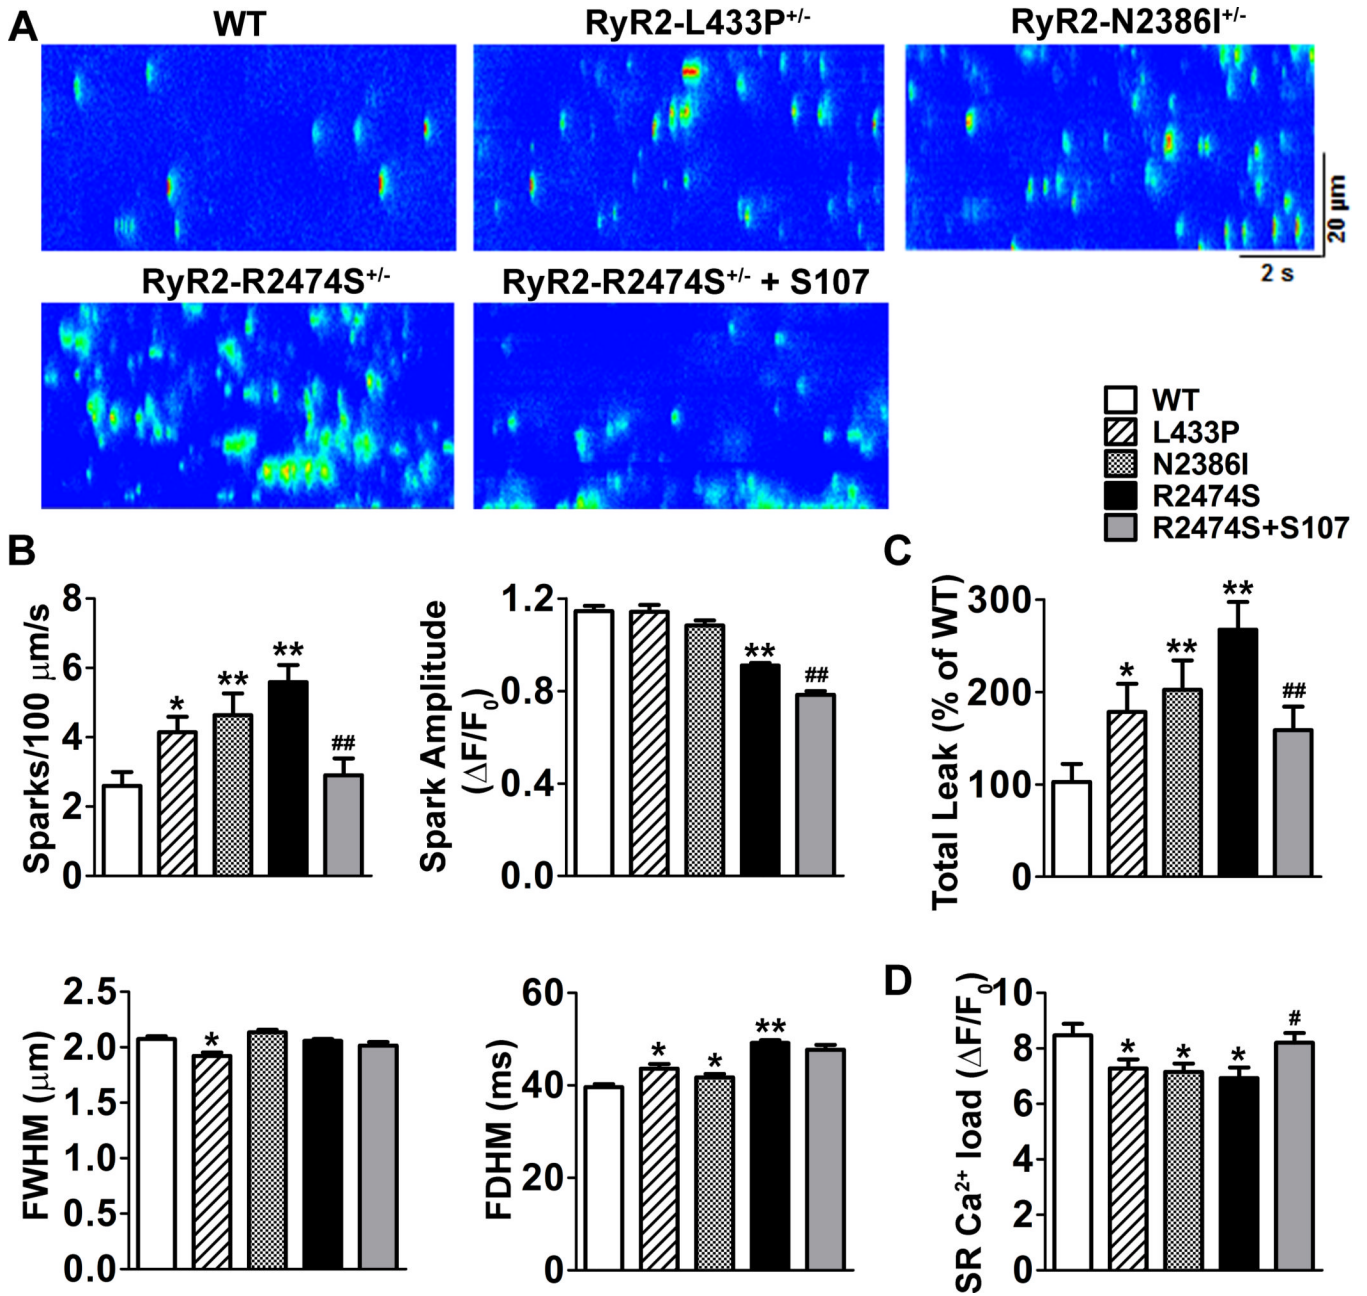 A
WT
RyR2-L433P+/-
RyR2-N2386I+/-
20 µm
2 s
RyR2-R2474S+/-
RyR2-R2474S+/- + S107
WT
L433P
N2386I
R2474S
R2474S+S107
B
Sparks/100 µm/s
8
6
4
2
0
*
**
**
##
Spark Amplitude
(ΔF/F0)
1.2
0.8
0.4
0.0
**
##
C
Total Leak (% of WT)
300
200
100
0
*
**
**
##
FWHM (µm)
2.5
2.0
1.5
1.0
0.5
0.0
*
FDHM (ms)
60
40
20
0
*
*
**
D
SR Ca2+ load (ΔF/F0)
10
8
6
4
2
0
*
*
*
#